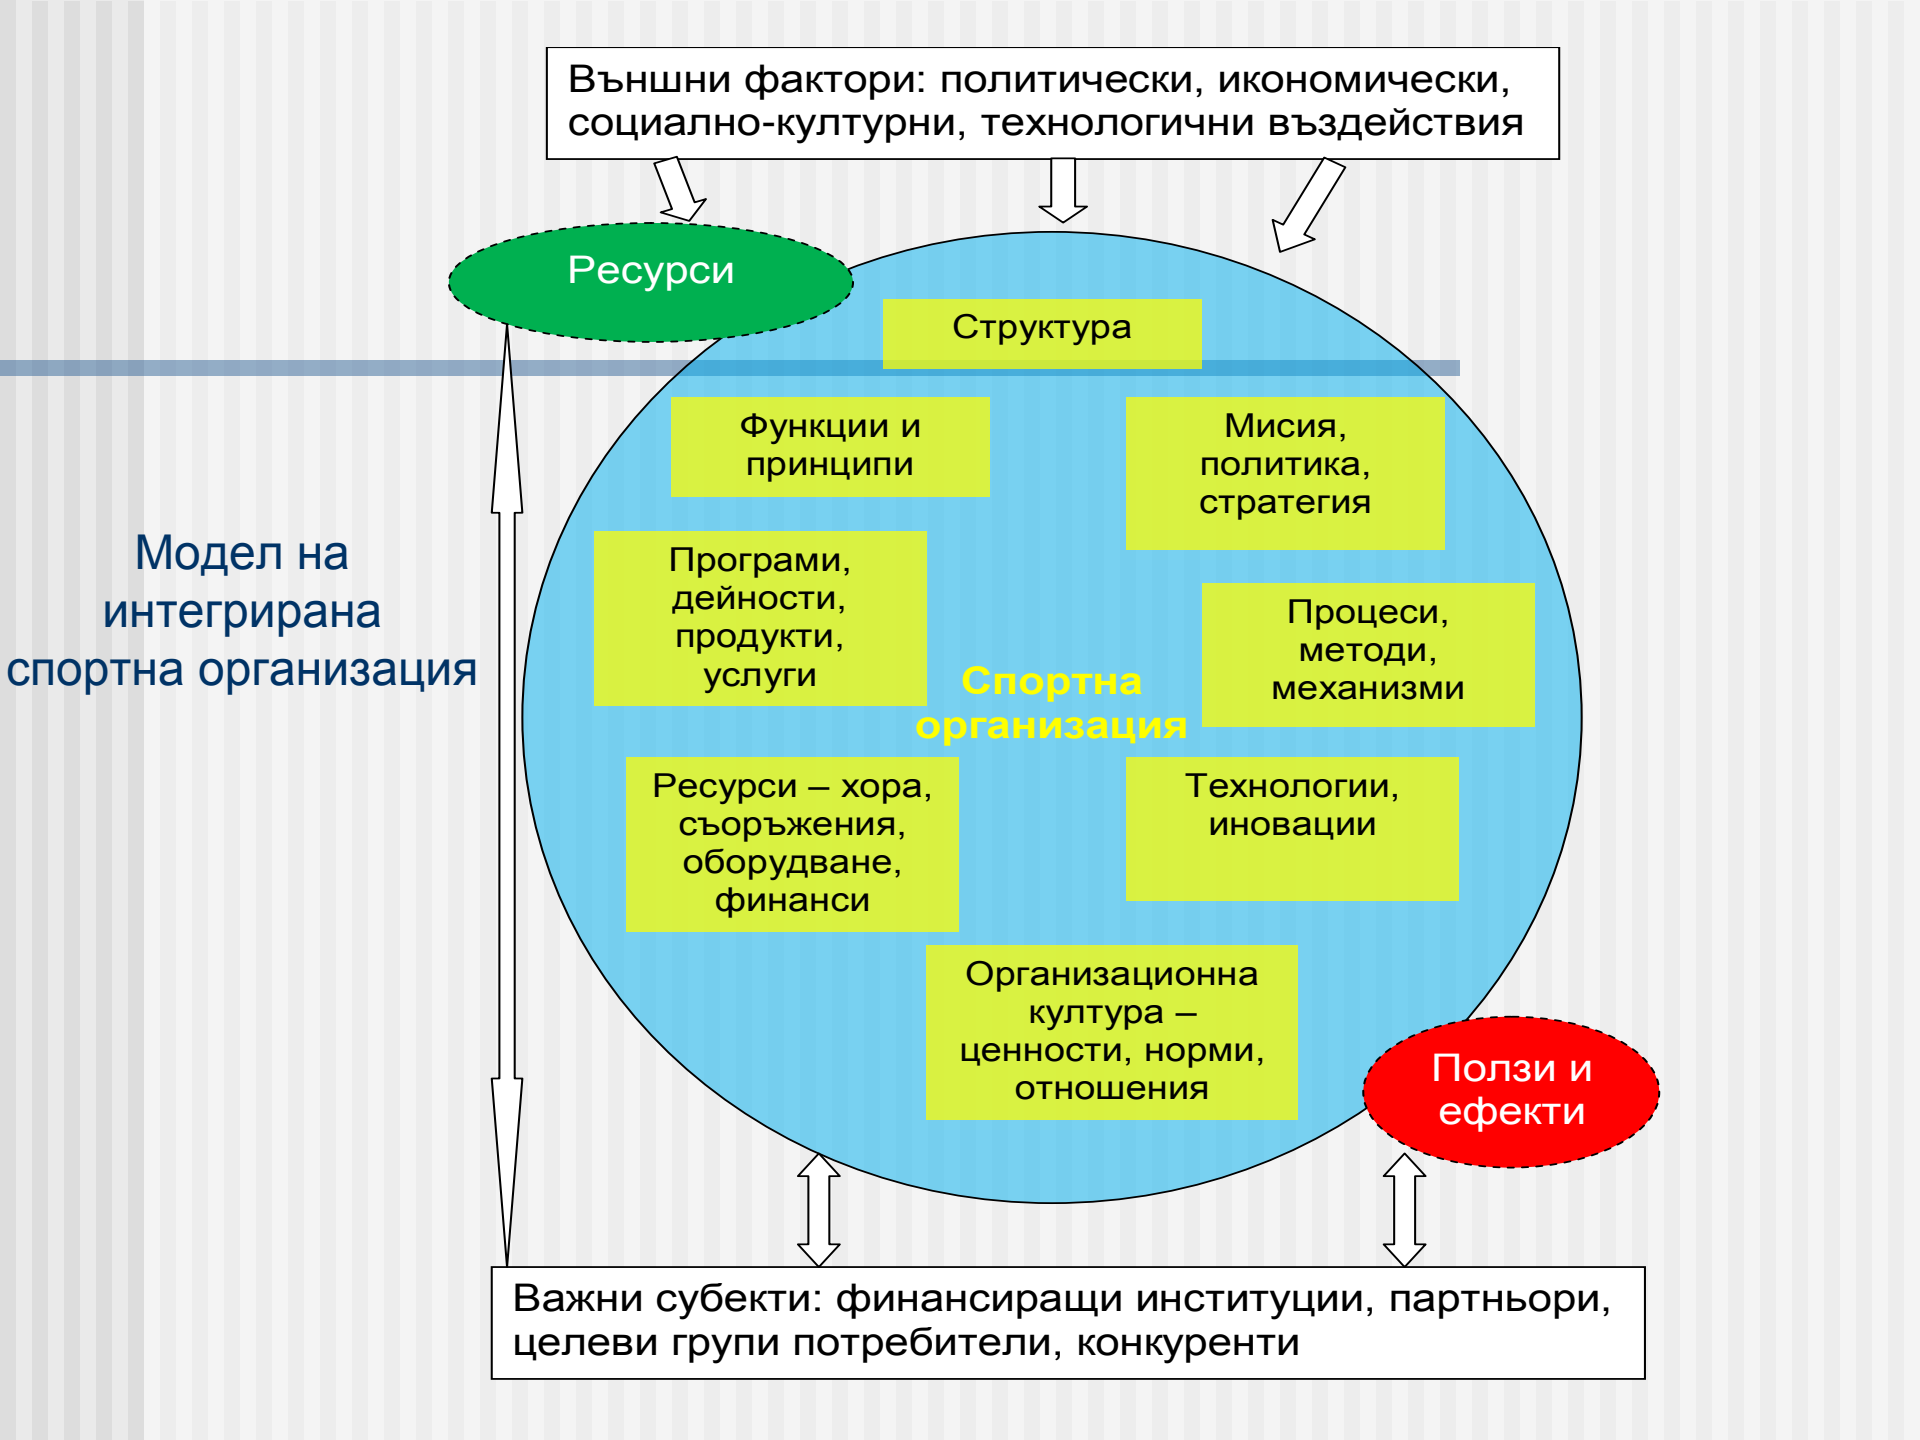 Външни фактори: политически, икономически,
социално-културни, технологични въздействия
Ресурси
Структура
Функции и
принципи
Мисия,
политика,
стратегия
Модел на
интегрирана
спортна организация
Програми,
дейности,
продукти,
услуги
Процеси,
методи,
механизми
Спортна
организация
Ресурси – хора,
съоръжения,
оборудване,
финанси
Технологии,
иновации
Организационна
култура –
ценности, норми,
отношения
Ползи и
ефекти
Важни субекти: финансиращи институции, партньори,
целеви групи потребители, конкуренти